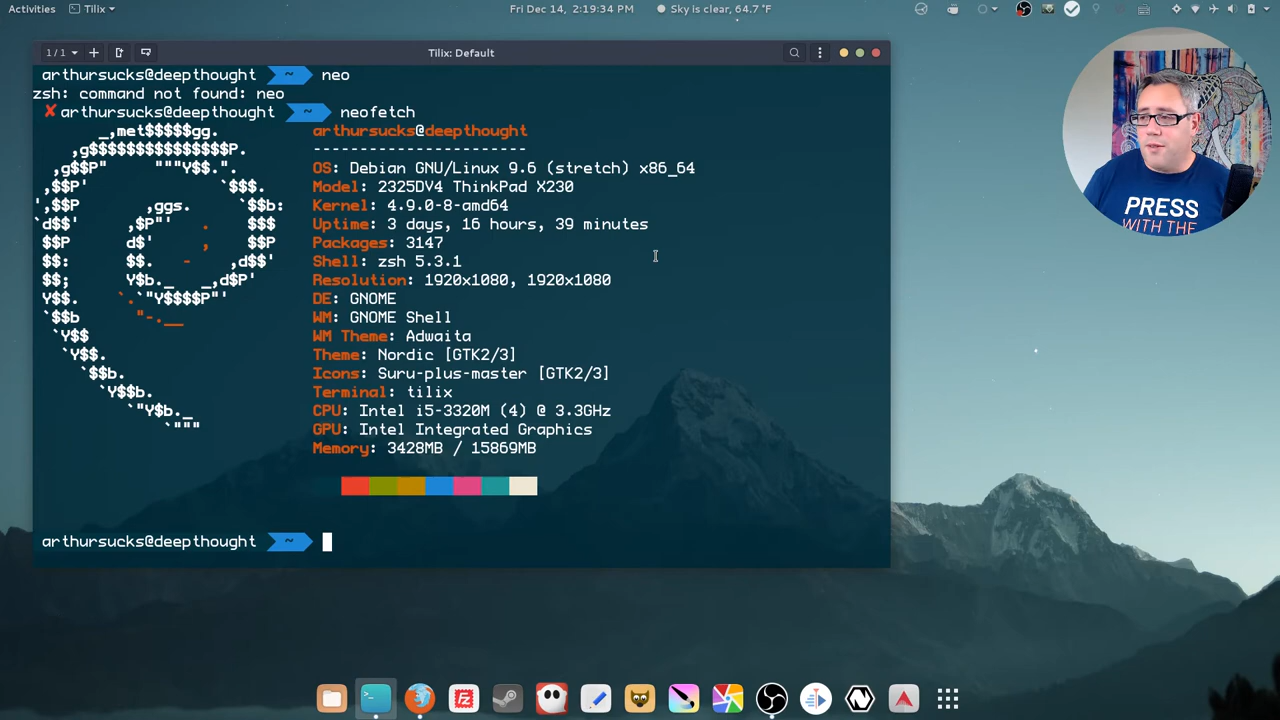 Activities Tilix Fri Dec 14, 2:19:34 PM Sky is clear, 64.7 °F
1 / 1 Tilix: Default
arthursucks@deepthought ~ neo
zsh: command not found: neo
✘ arthursucks@deepthought ~ neofetch
_,met$$$$$gg. arthursucks@deepthought
,g$$$$$$$$$$$$$$$P. -----------------------
,g$$P" """Y$$.". OS: Debian GNU/Linux 9.6 (stretch) x86_64
,$$P' `$$$. Model: 2325DV4 ThinkPad X230
',$$P ,ggs. `$$b: Kernel: 4.9.0-8-amd64
`d$$' ,$P"' . $$$ Uptime: 3 days, 16 hours, 39 minutes
$$P d$' , $$P Packages: 3147
$$: $$. - ,d$$' Shell: zsh 5.3.1
$$; Y$b._ _,d$P' Resolution: 1920x1080, 1920x1080
Y$$. `.`"Y$$$$P"' DE: GNOME
`$$b "-.__ WM: GNOME Shell
`Y$$ WM Theme: Adwaita
`Y$$. Theme: Nordic [GTK2/3]
`$$b. Icons: Suru-plus-master [GTK2/3]
`Y$$b. Terminal: tilix
`"Y$b._ CPU: Intel i5-3320M (4) @ 3.3GHz
`""" GPU: Intel Integrated Graphics
Memory: 3428MB / 15869MB
arthursucks@deepthought ~
PRESS
WITH THE